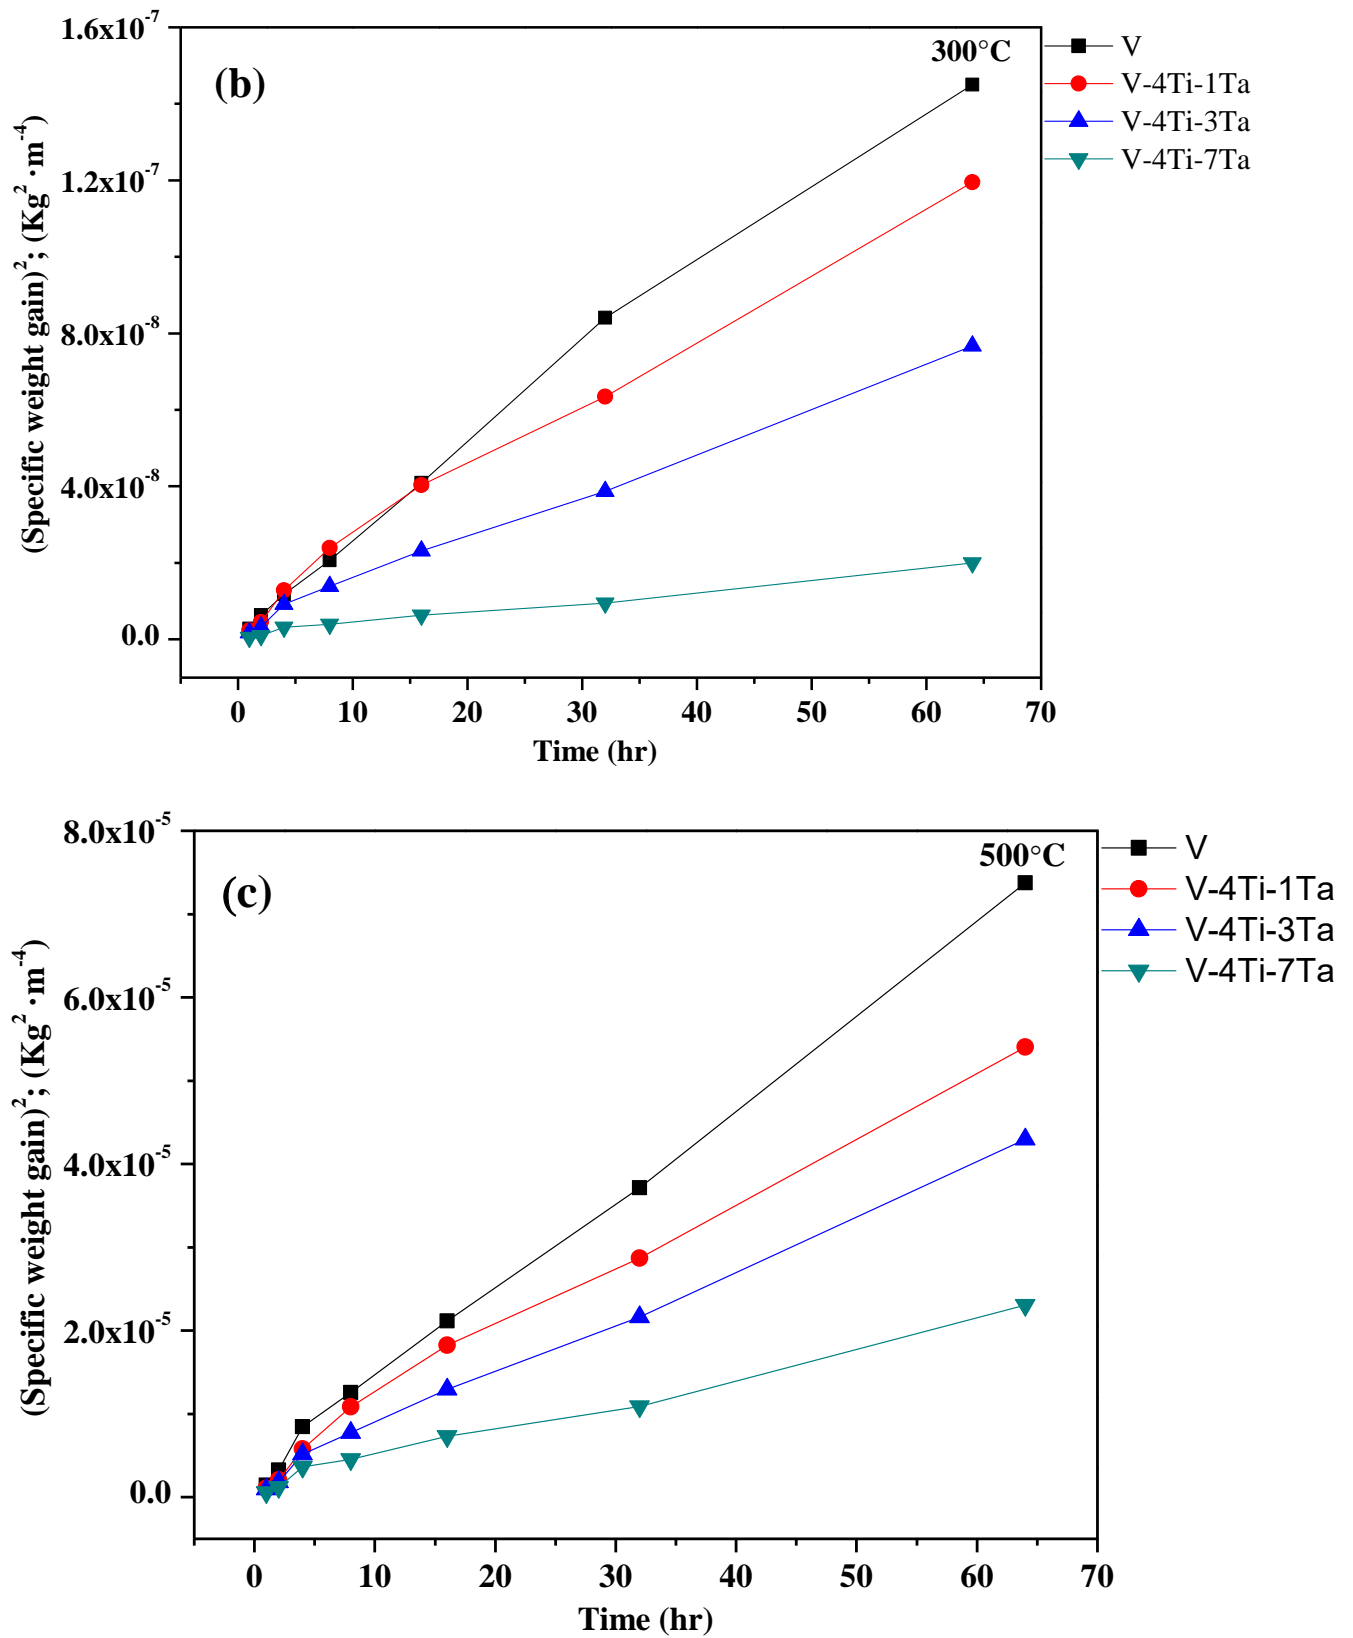 (b)
300°C
V
V-4Ti-1Ta
V-4Ti-3Ta
V-4Ti-7Ta
1.6x10⁻⁷
1.2x10⁻⁷
8.0x10⁻⁸
4.0x10⁻⁸
0.0
(Specific weight gain)²; (Kg² ·m⁻⁴)
0 10 20 30 40 50 60 70
Time (hr)
(c)
500°C
V
V-4Ti-1Ta
V-4Ti-3Ta
V-4Ti-7Ta
8.0x10⁻⁵
6.0x10⁻⁵
4.0x10⁻⁵
2.0x10⁻⁵
0.0
(Specific weight gain)²; (Kg² ·m⁻⁴)
0 10 20 30 40 50 60 70
Time (hr)